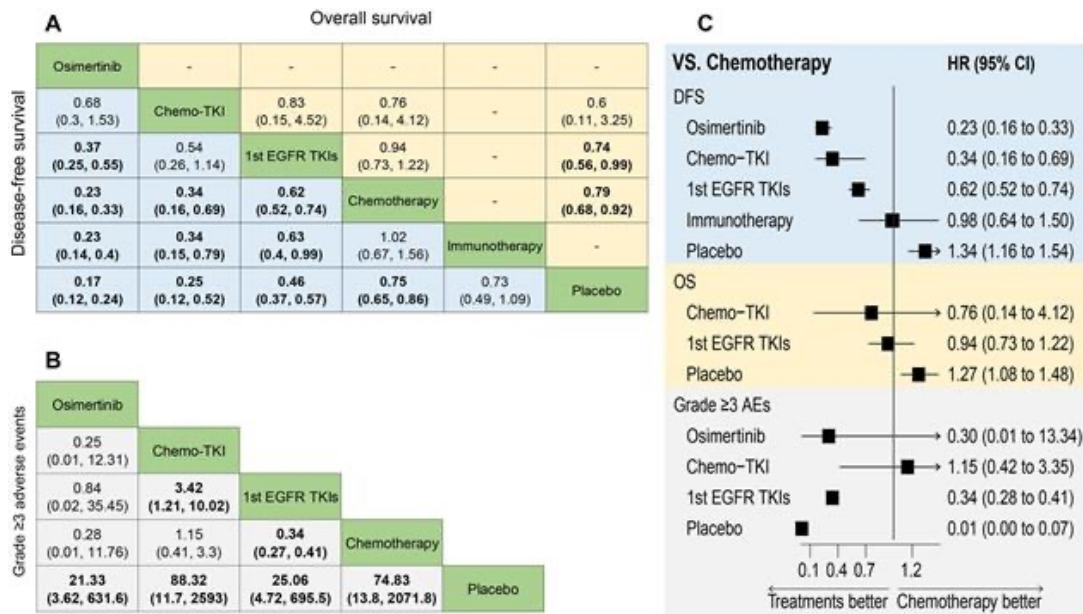 A
Overall survival
Disease-free survival
Osimertinib - - - - -
0.68 Chemo-TKI 0.83 0.76 - 0.6
(0.3, 1.53) (0.15, 4.52) (0.14, 4.12) (0.11, 3.25)
0.37 0.54 1st EGFR TKIs 0.94 - 0.74
(0.25, 0.55) (0.26, 1.14) (0.73, 1.22) (0.56, 0.99)
0.23 0.34 0.62 Chemotherapy - 0.79
(0.16, 0.33) (0.16, 0.69) (0.52, 0.74) (0.68, 0.92)
0.23 0.34 0.63 1.02 Immunotherapy -
(0.14, 0.4) (0.15, 0.79) (0.4, 0.99) (0.67, 1.56)
0.17 0.25 0.46 0.75 0.73 Placebo
(0.12, 0.24) (0.12, 0.52) (0.37, 0.57) (0.65, 0.86) (0.49, 1.09)
B
Grade ≥3 adverse events
Osimertinib
0.25 Chemo-TKI
(0.01, 12.31)
0.84 3.42 1st EGFR TKIs
(0.02, 35.45) (1.21, 10.02)
0.28 1.15 0.34 Chemotherapy
(0.01, 11.76) (0.41, 3.3) (0.27, 0.41)
21.33 88.32 25.06 74.83 Placebo
(3.62, 631.6) (11.7, 2593) (4.72, 695.5) (13.8, 2071.8)
C
VS. Chemotherapy HR (95% CI)
DFS
Osimertinib 0.23 (0.16 to 0.33)
Chemo−TKI 0.34 (0.16 to 0.69)
1st EGFR TKIs 0.62 (0.52 to 0.74)
Immunotherapy 0.98 (0.64 to 1.50)
Placebo 1.34 (1.16 to 1.54)
OS
Chemo−TKI 0.76 (0.14 to 4.12)
1st EGFR TKIs 0.94 (0.73 to 1.22)
Placebo 1.27 (1.08 to 1.48)
Grade ≥3 AEs
Osimertinib 0.30 (0.01 to 13.34)
Chemo−TKI 1.15 (0.42 to 3.35)
1st EGFR TKIs 0.34 (0.28 to 0.41)
Placebo 0.01 (0.00 to 0.07)
0.1 0.4 0.7 1.2
Treatments better Chemotherapy better